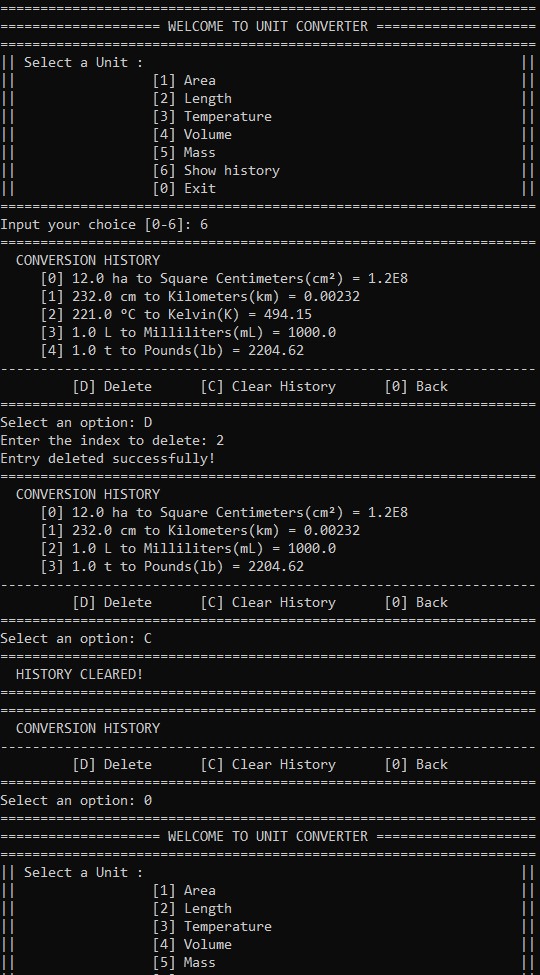 ===================================================================
==================== WELCOME TO UNIT CONVERTER ====================
===================================================================
|| Select a Unit :                                               ||
||                 [1] Area                                      ||
||                 [2] Length                                    ||
||                 [3] Temperature                               ||
||                 [4] Volume                                    ||
||                 [5] Mass                                      ||
||                 [6] Show history                              ||
||                 [0] Exit                                      ||
===================================================================
Input your choice [0-6]: 6
===================================================================
  CONVERSION HISTORY
     [0] 12.0 ha to Square Centimeters(cm²) = 1.2E8
     [1] 232.0 cm to Kilometers(km) = 0.00232
     [2] 221.0 °C to Kelvin(K) = 494.15
     [3] 1.0 L to Milliliters(mL) = 1000.0
     [4] 1.0 t to Pounds(lb) = 2204.62
-------------------------------------------------------------------
         [D] Delete      [C] Clear History      [0] Back
===================================================================
Select an option: D
Enter the index to delete: 2
Entry deleted successfully!
===================================================================
  CONVERSION HISTORY
     [0] 12.0 ha to Square Centimeters(cm²) = 1.2E8
     [1] 232.0 cm to Kilometers(km) = 0.00232
     [2] 1.0 L to Milliliters(mL) = 1000.0
     [3] 1.0 t to Pounds(lb) = 2204.62
-------------------------------------------------------------------
         [D] Delete      [C] Clear History      [0] Back
===================================================================
Select an option: C
===================================================================
  HISTORY CLEARED!
===================================================================
===================================================================
  CONVERSION HISTORY
-------------------------------------------------------------------
         [D] Delete      [C] Clear History      [0] Back
===================================================================
Select an option: 0
===================================================================
==================== WELCOME TO UNIT CONVERTER ====================
===================================================================
|| Select a Unit :                                               ||
||                 [1] Area                                      ||
||                 [2] Length                                    ||
||                 [3] Temperature                               ||
||                 [4] Volume                                    ||
||                 [5] Mass                                      ||